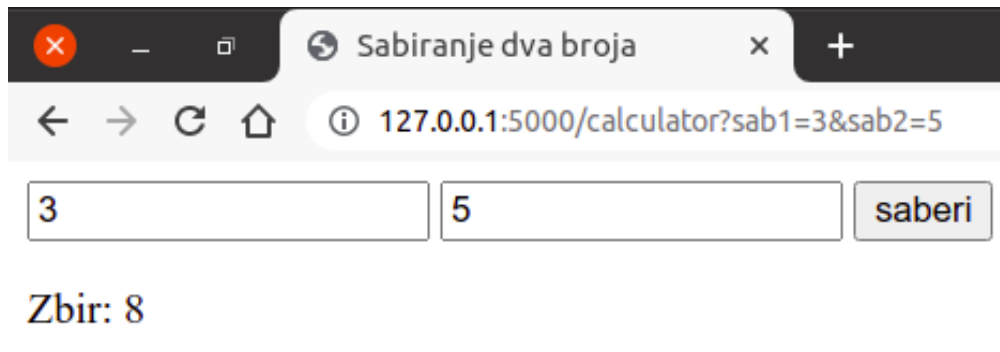 Sabiranje dva broja
127.0.0.1:5000/calculator?sab1=3&sab2=5
3 5 saberi
Zbir: 8